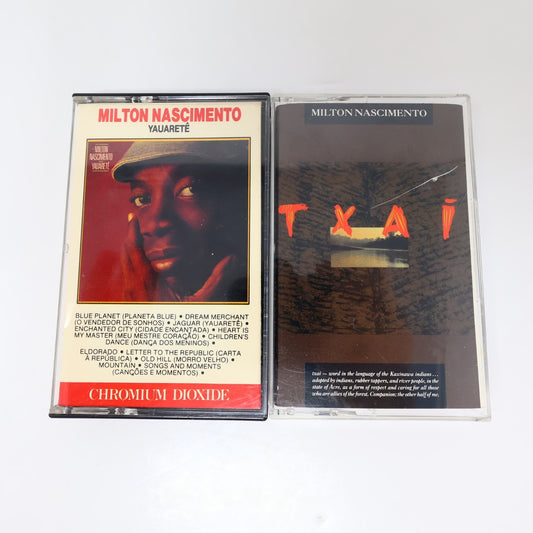 MILTON NASCIMENTO
YAUARETÊ
MILTON
NASCIMENTO
YAUARETÊ
BLUE PLANET (PLANETA BLUE) • DREAM MERCHANT
(O VENDEDOR DE SONHOS) • JAGUAR (YAUARETÊ) •
ENCHANTED CITY (CIDADE ENCANTADA) • HEART IS
MY MASTER (MEU MESTRE CORAÇÃO) • CHILDREN'S
DANCE (DANÇA DOS MENINOS) •
ELDORADO • LETTER TO THE REPUBLIC (CARTA
À REPÚBLICA) • OLD HILL (MORRO VELHO) •
MOUNTAIN • SONGS AND MOMENTS
(CANÇÕES E MOMENTOS) •
CHROMIUM DIOXIDE
MILTON NASCIMENTO
TXAÍ
txai — word in the language of the Kaxinawa indians . . .
adopted by indians, rubber tappers, and river people, in the
state of Acre, as a form of respect and caring for all those
who are allies of the forest. Companion: the other half of me.